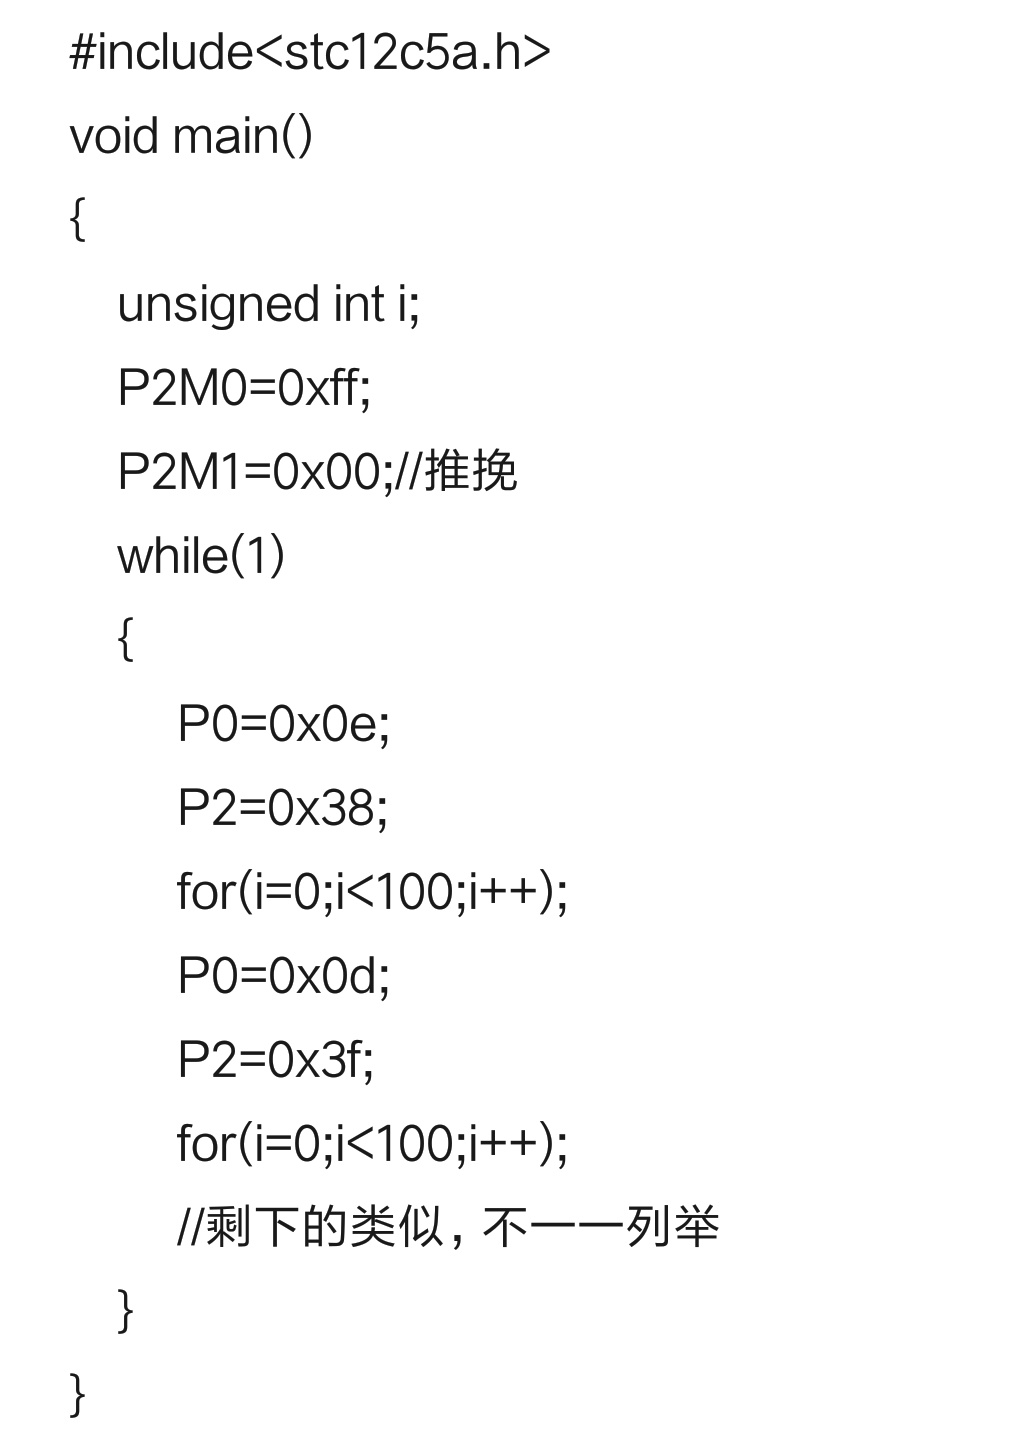 #include<stc12c5a.h>
void main()
{
unsigned int i;
P2M0=0xff;
P2M1=0x00;//推挽
while(1)
{
P0=0x0e;
P2=0x38;
for(i=0;i<100;i++);
P0=0x0d;
P2=0x3f;
for(i=0;i<100;i++);
//剩下的类似，不一一列举
}
}